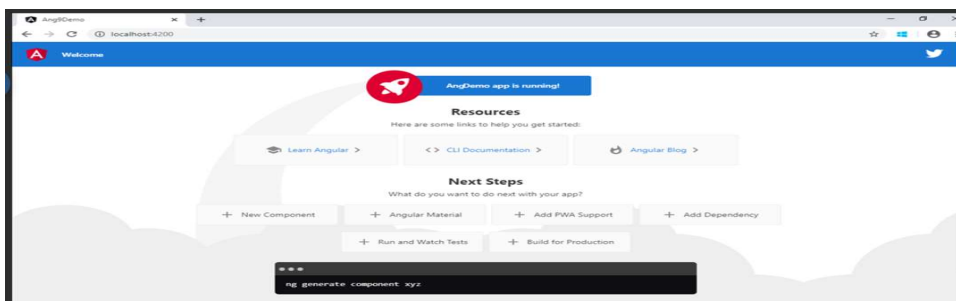 Ang9Demo
localhost:4200
Welcome
AngDemo app is running!
Resources
Here are some links to help you get started:
Learn Angular >
<> CLI Documentation >
Angular Blog >
Next Steps
What do you want to do next with your app?
+ New Component
+ Angular Material
+ Add PWA Support
+ Add Dependency
+ Run and Watch Tests
+ Build for Production
ng generate component xyz